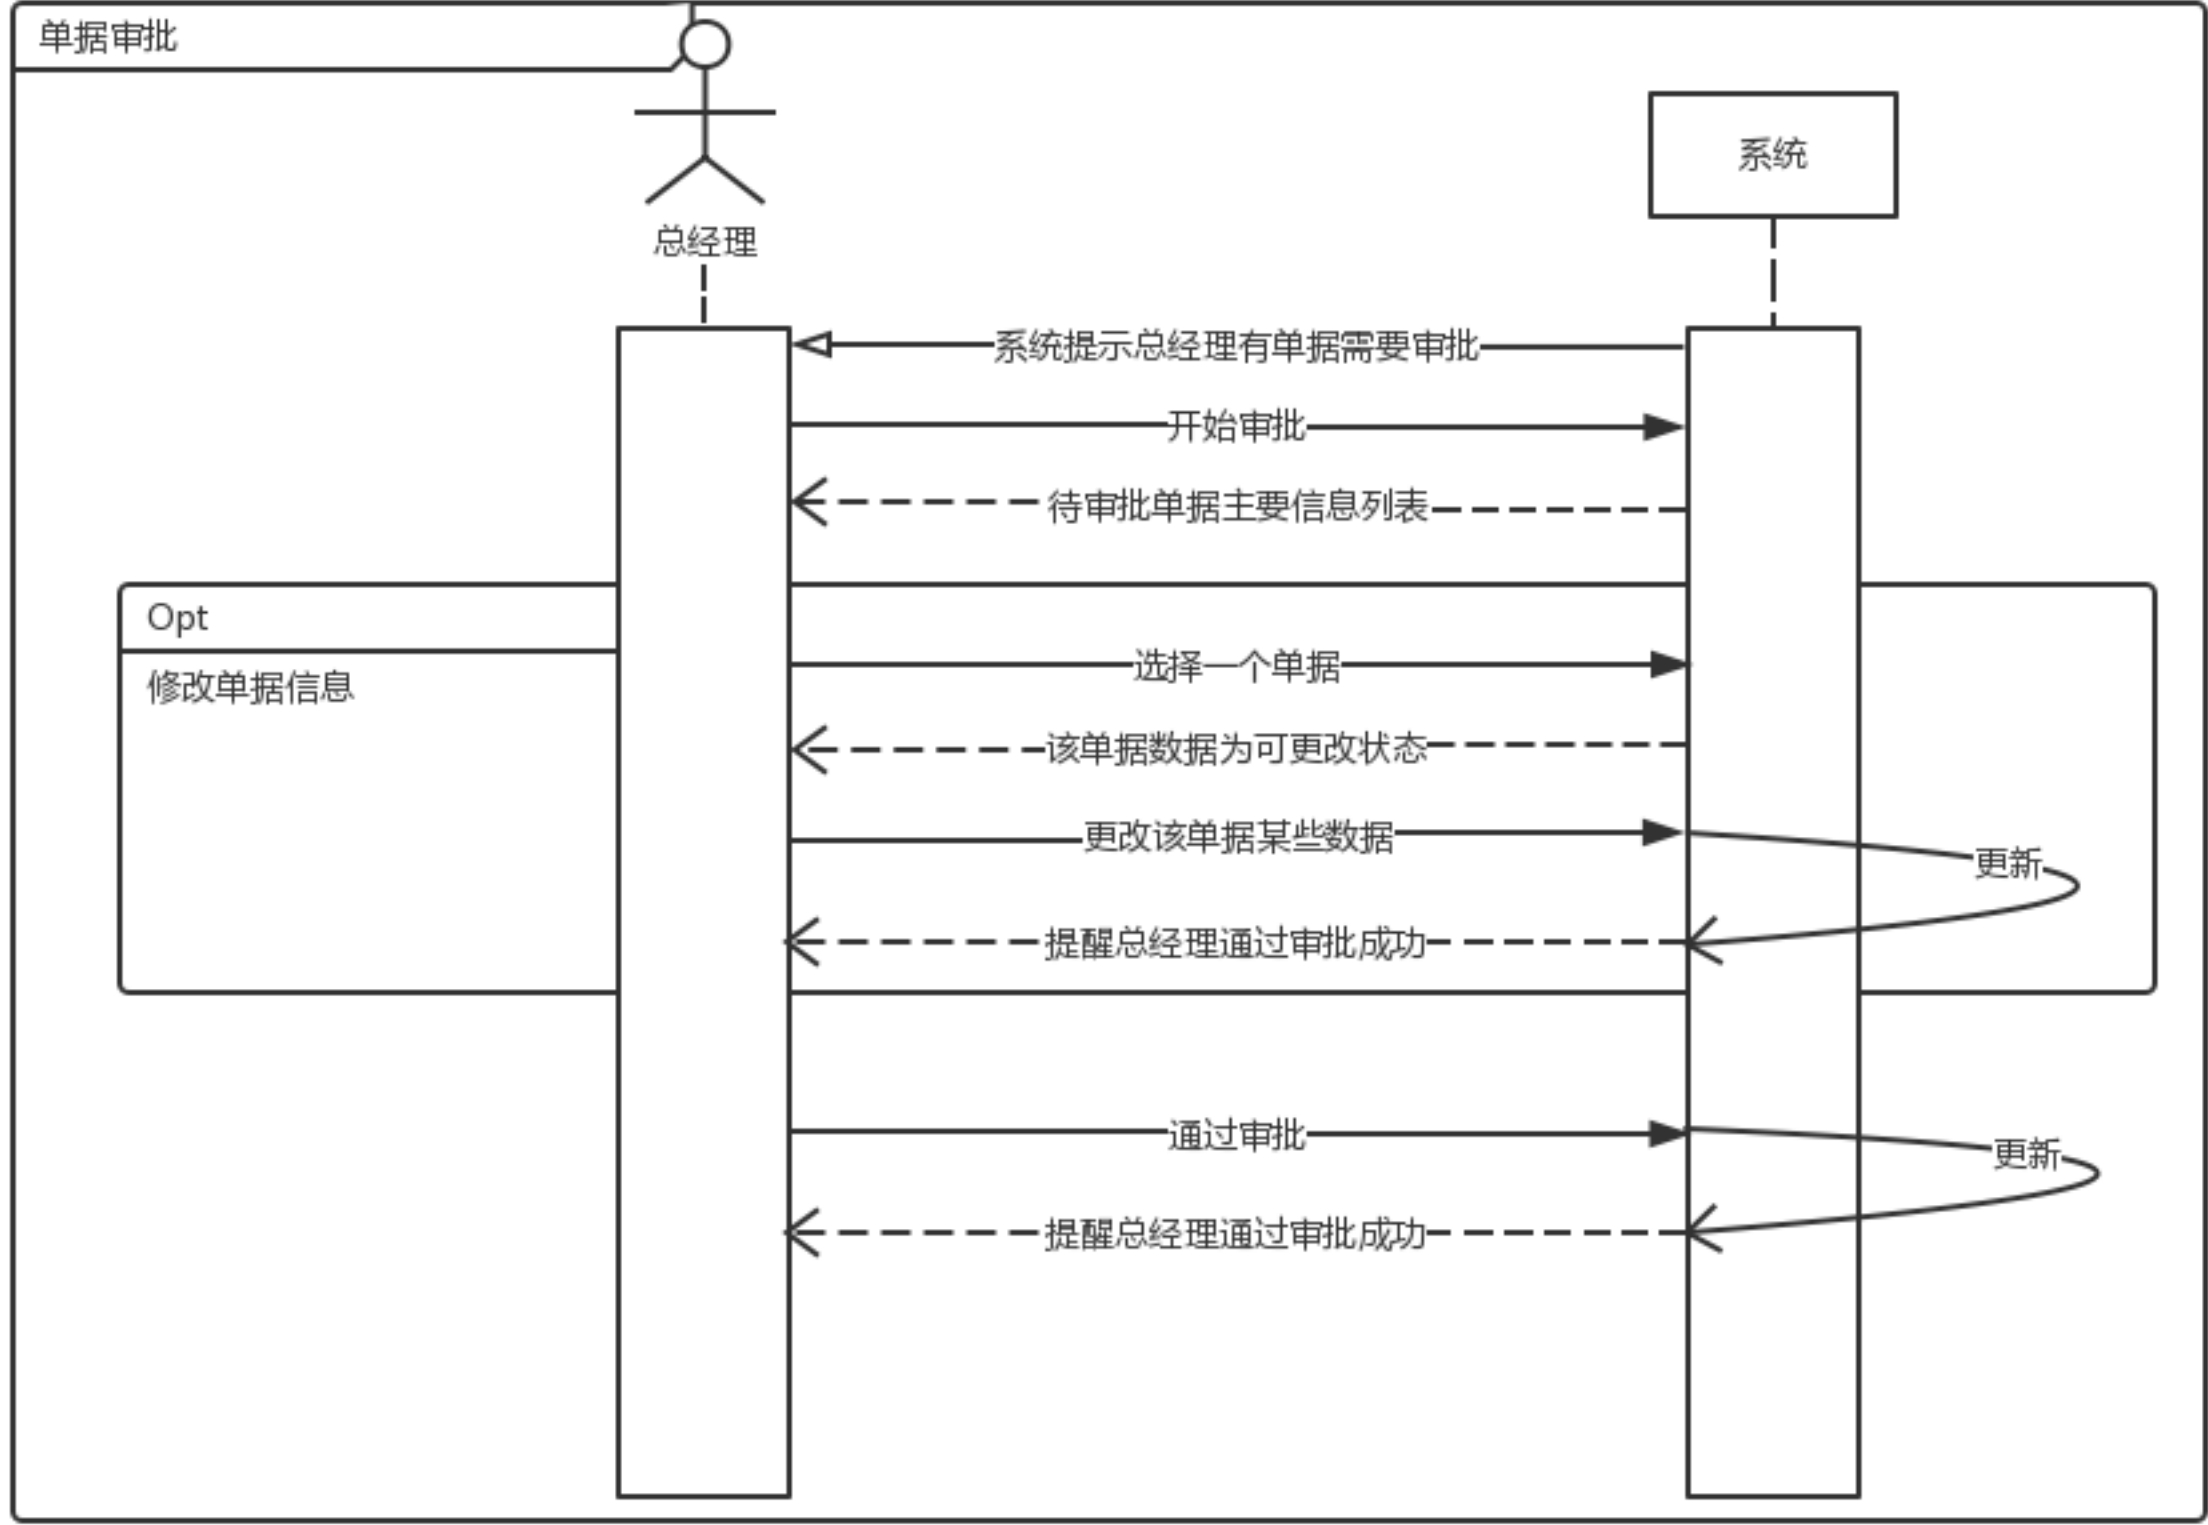 单据审批
系统
总经理
系统提示总经理有单据需要审批
开始审批
待审批单据主要信息列表
Opt
修改单据信息
选择一个单据
该单据数据为可更改状态
更改该单据某些数据
更新
提醒总经理通过审批成功
通过审批
更新
提醒总经理通过审批成功